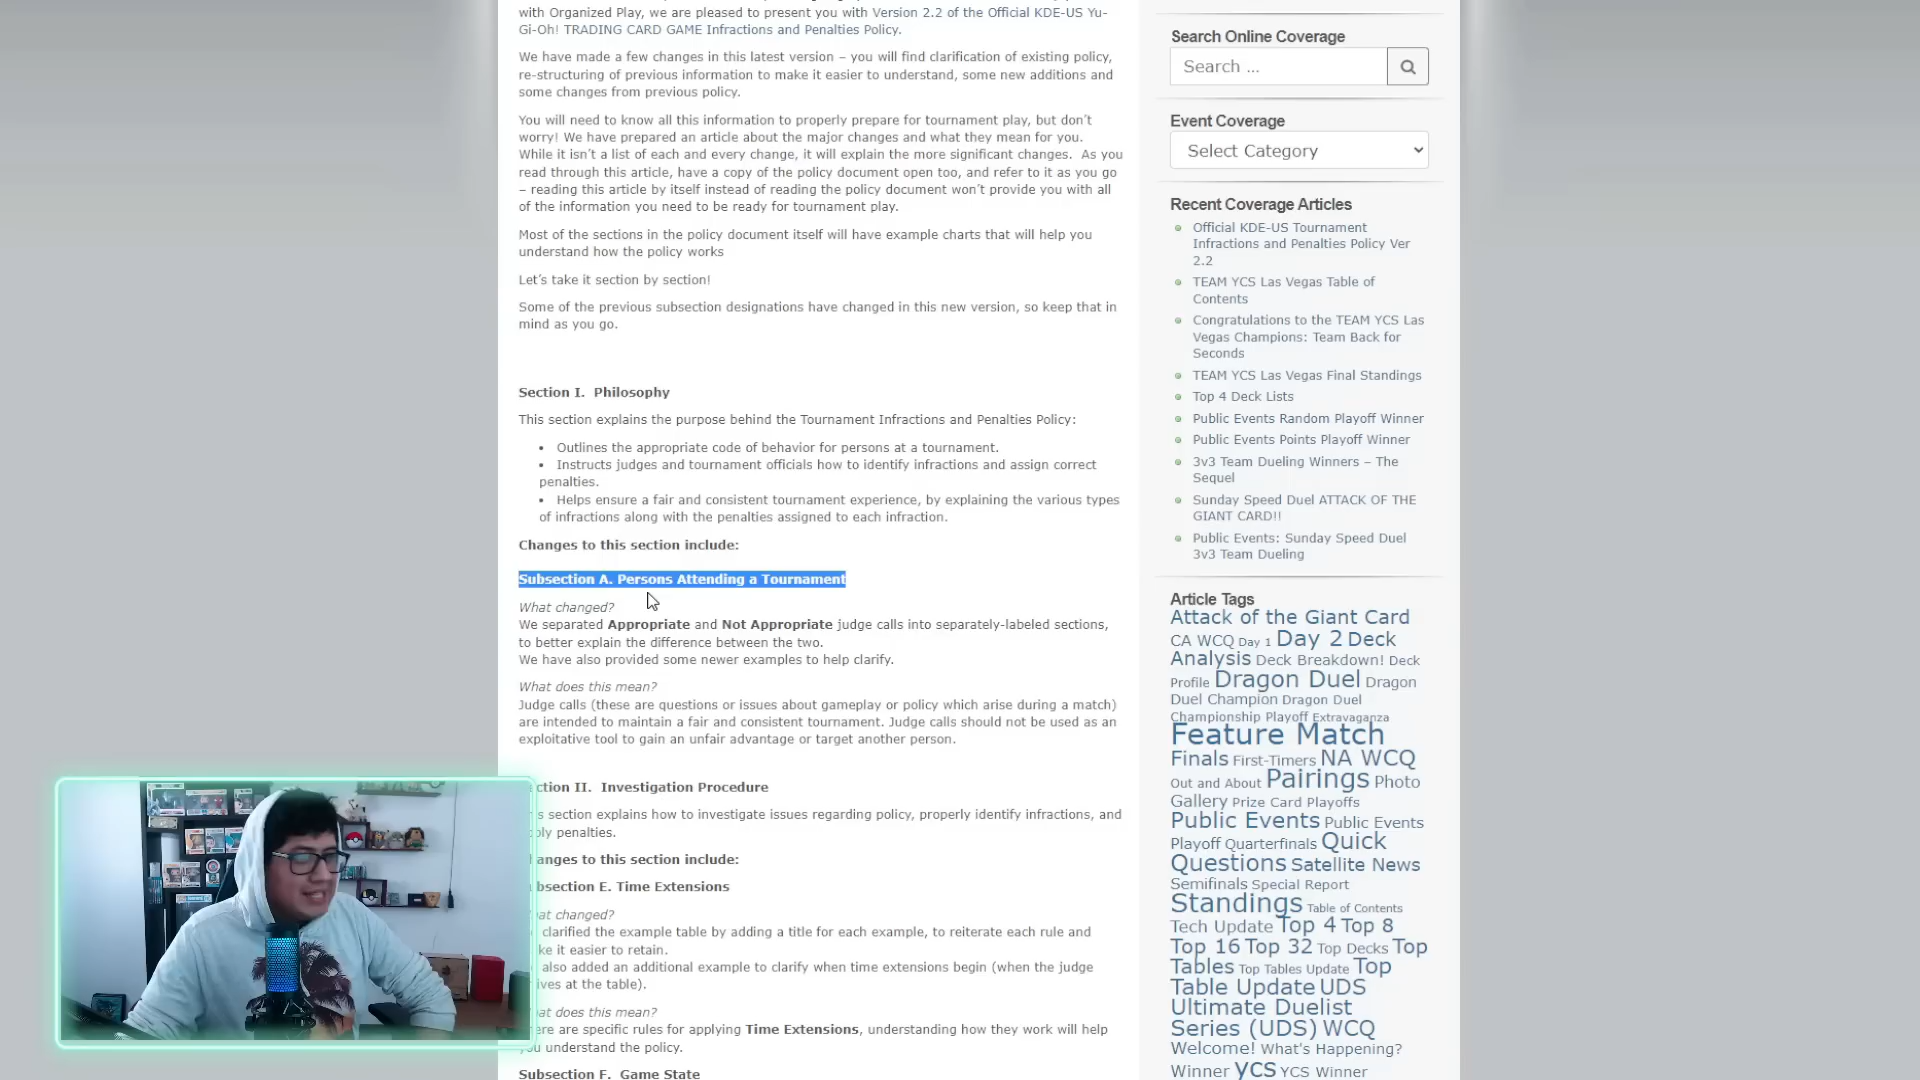 with Organized Play, we are pleased to present you with Version 2.2 of the Official KDE-US Yu-
Gi-Oh! TRADING CARD GAME Infractions and Penalties Policy.
We have made a few changes in this latest version – you will find clarification of existing policy,
re-structuring of previous information to make it easier to understand, some new additions and
some changes from previous policy.
You will need to know all this information to properly prepare for tournament play, but don't
worry! We have prepared an article about the major changes and what they mean for you.
While it isn't a list of each and every change, it will explain the more significant changes.  As you
read through this article, have a copy of the policy document open too, and refer to it as you go
– reading this article by itself instead of reading the policy document won't provide you with all
of the information you need to be ready for tournament play.
Most of the sections in the policy document itself will have example charts that will help you
understand how the policy works
Let's take it section by section!
Some of the previous subsection designations have changed in this new version, so keep that in
mind as you go.
Section I.  Philosophy
This section explains the purpose behind the Tournament Infractions and Penalties Policy:
• Outlines the appropriate code of behavior for persons at a tournament.
• Instructs judges and tournament officials how to identify infractions and assign correct
penalties.
• Helps ensure a fair and consistent tournament experience, by explaining the various types
of infractions along with the penalties assigned to each infraction.
Changes to this section include:
Subsection A. Persons Attending a Tournament
What changed?
We separated Appropriate and Not Appropriate judge calls into separately-labeled sections,
to better explain the difference between the two.
We have also provided some newer examples to help clarify.
What does this mean?
Judge calls (these are questions or issues about gameplay or policy which arise during a match)
are intended to maintain a fair and consistent tournament. Judge calls should not be used as an
exploitative tool to gain an unfair advantage or target another person.
ction II.  Investigation Procedure
s section explains how to investigate issues regarding policy, properly identify infractions, and
ply penalties.
anges to this section include:
bsection E. Time Extensions
at changed?
clarified the example table by adding a title for each example, to reiterate each rule and
ke it easier to retain.
also added an additional example to clarify when time extensions begin (when the judge
ives at the table).
at does this mean?
ere are specific rules for applying Time Extensions, understanding how they work will help
you understand the policy.
Subsection F.  Game State
Search Online Coverage
Search ...
Event Coverage
Select Category
Recent Coverage Articles
Official KDE-US Tournament
Infractions and Penalties Policy Ver
2.2
TEAM YCS Las Vegas Table of
Contents
Congratulations to the TEAM YCS Las
Vegas Champions: Team Back for
Seconds
TEAM YCS Las Vegas Final Standings
Top 4 Deck Lists
Public Events Random Playoff Winner
Public Events Points Playoff Winner
3v3 Team Dueling Winners – The
Sequel
Sunday Speed Duel ATTACK OF THE
GIANT CARD!!
Public Events: Sunday Speed Duel
3v3 Team Dueling
Article Tags
Attack of the Giant Card
CA WCQ Day 1 Day 2 Deck
Analysis Deck Breakdown! Deck
Profile Dragon Duel Dragon
Duel Champion Dragon Duel
Championship Playoff Extravaganza
Feature Match
Finals First-Timers NA WCQ
Out and About Pairings Photo
Gallery Prize Card Playoffs
Public Events Public Events
Playoff Quarterfinals Quick
Questions Satellite News
Semifinals Special Report
Standings Table of Contents
Tech Update Top 4 Top 8
Top 16 Top 32 Top Decks Top
Tables Top Tables Update Top
Table Update UDS
Ultimate Duelist
Series (UDS) WCQ
Welcome! What's Happening?
Winner ycs YCS Winner